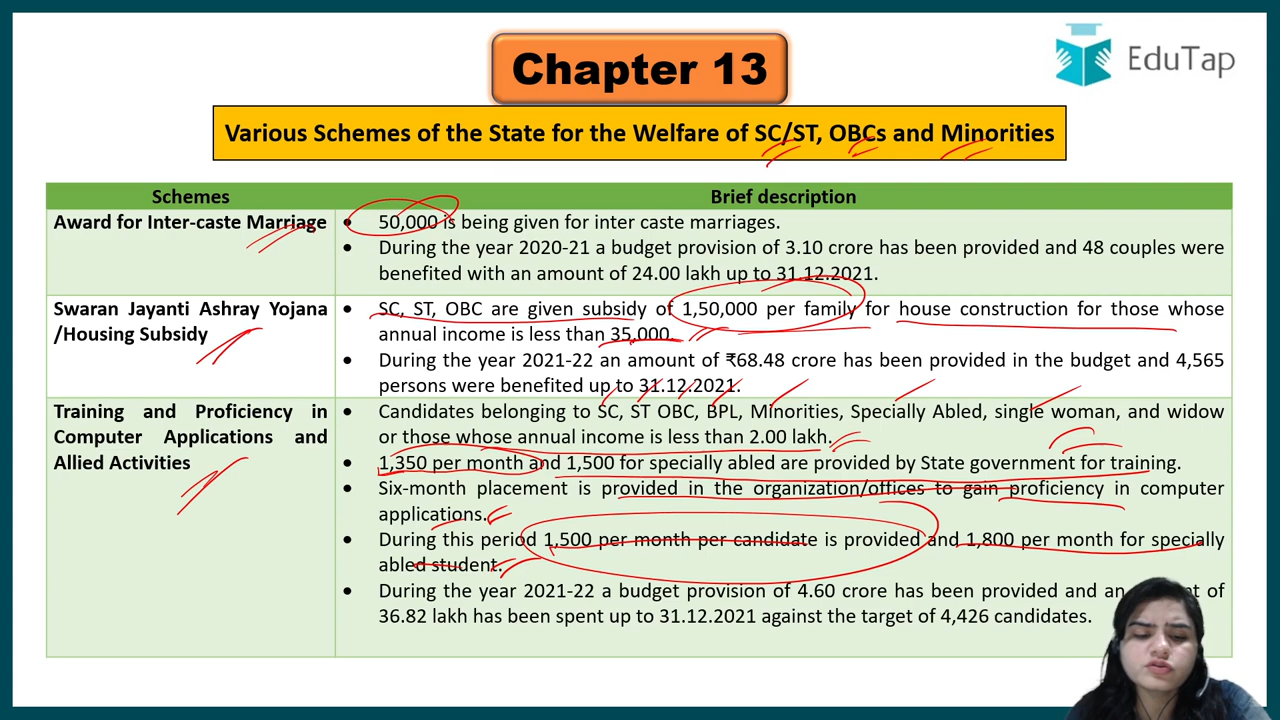 Chapter 13
EduTap
Various Schemes of the State for the Welfare of SC/ST, OBCs and Minorities
Schemes
Brief description
Award for Inter-caste Marriage
• 50,000 is being given for inter caste marriages.
• During the year 2020-21 a budget provision of 3.10 crore has been provided and 48 couples were
benefited with an amount of 24.00 lakh up to 31.12.2021.
Swaran Jayanti Ashray Yojana
/Housing Subsidy
• SC, ST, OBC are given subsidy of 1,50,000 per family for house construction for those whose
annual income is less than 35,000.
• During the year 2021-22 an amount of ₹68.48 crore has been provided in the budget and 4,565
persons were benefited up to 31.12.2021.
Training and Proficiency in
Computer Applications and
Allied Activities
• Candidates belonging to SC, ST OBC, BPL, Minorities, Specially Abled, single woman, and widow
or those whose annual income is less than 2.00 lakh.
• 1,350 per month and 1,500 for specially abled are provided by State government for training.
• Six-month placement is provided in the organization/offices to gain proficiency in computer
applications.
• During this period 1,500 per month per candidate is provided and 1,800 per month for specially
abled student.
• During the year 2021-22 a budget provision of 4.60 crore has been provided and an of
36.82 lakh has been spent up to 31.12.2021 against the target of 4,426 candidates.